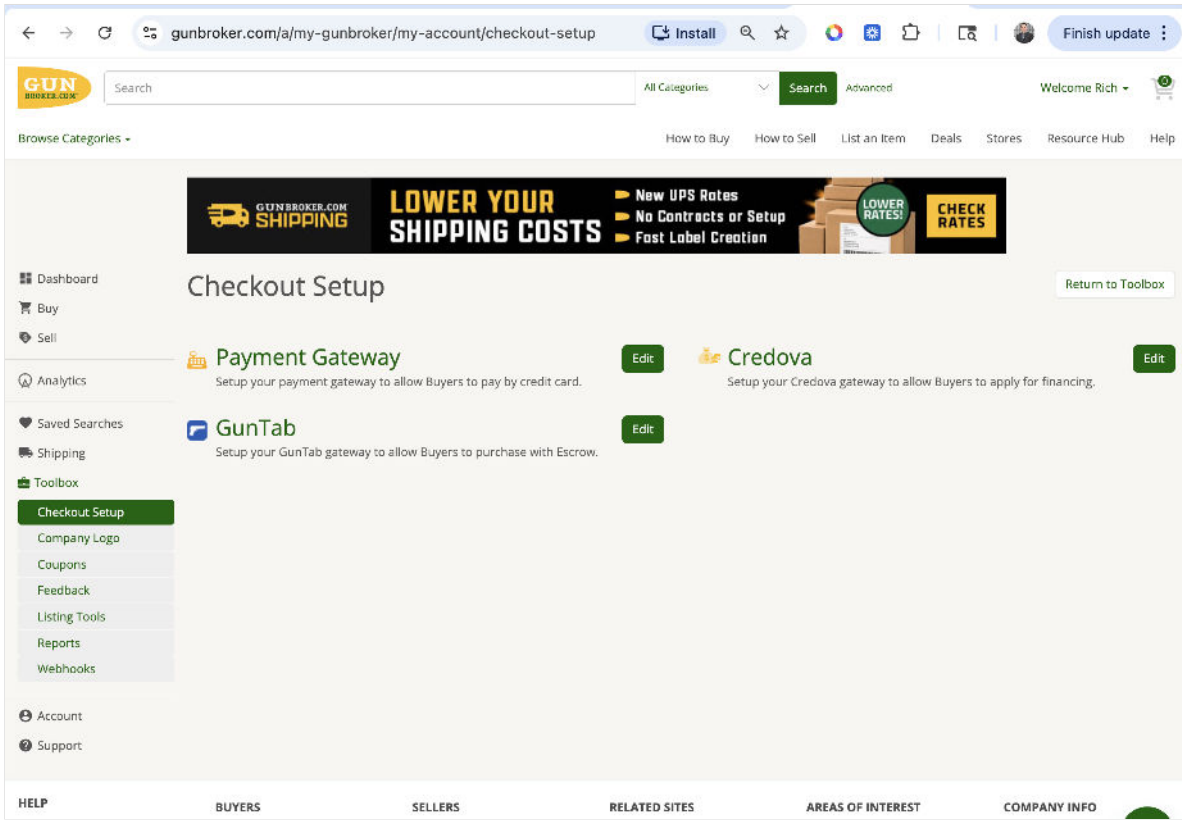 gunbroker.com/a/my-gunbroker/my-account/checkout-setup
Install
Finish update
GUN
BROKER.COM
Search
All Categories
Search
Advanced
Welcome Rich
0
Browse Categories
How to Buy
How to Sell
List an Item
Deals
Stores
Resource Hub
Help
GUNBROKER.COM
SHIPPING
LOWER YOUR
SHIPPING COSTS
New UPS Rates
No Contracts or Setup
Fast Label Creation
LOWER
RATES!
CHECK
RATES
Dashboard
Buy
Sell
Analytics
Saved Searches
Shipping
Toolbox
Checkout Setup
Company Logo
Coupons
Feedback
Listing Tools
Reports
Webhooks
Account
Support
Checkout Setup
Return to Toolbox
Payment Gateway
Edit
Setup your payment gateway to allow Buyers to pay by credit card.
Credova
Edit
Setup your Credova gateway to allow Buyers to apply for financing.
GunTab
Edit
Setup your GunTab gateway to allow Buyers to purchase with Escrow.
HELP
BUYERS
SELLERS
RELATED SITES
AREAS OF INTEREST
COMPANY INFO